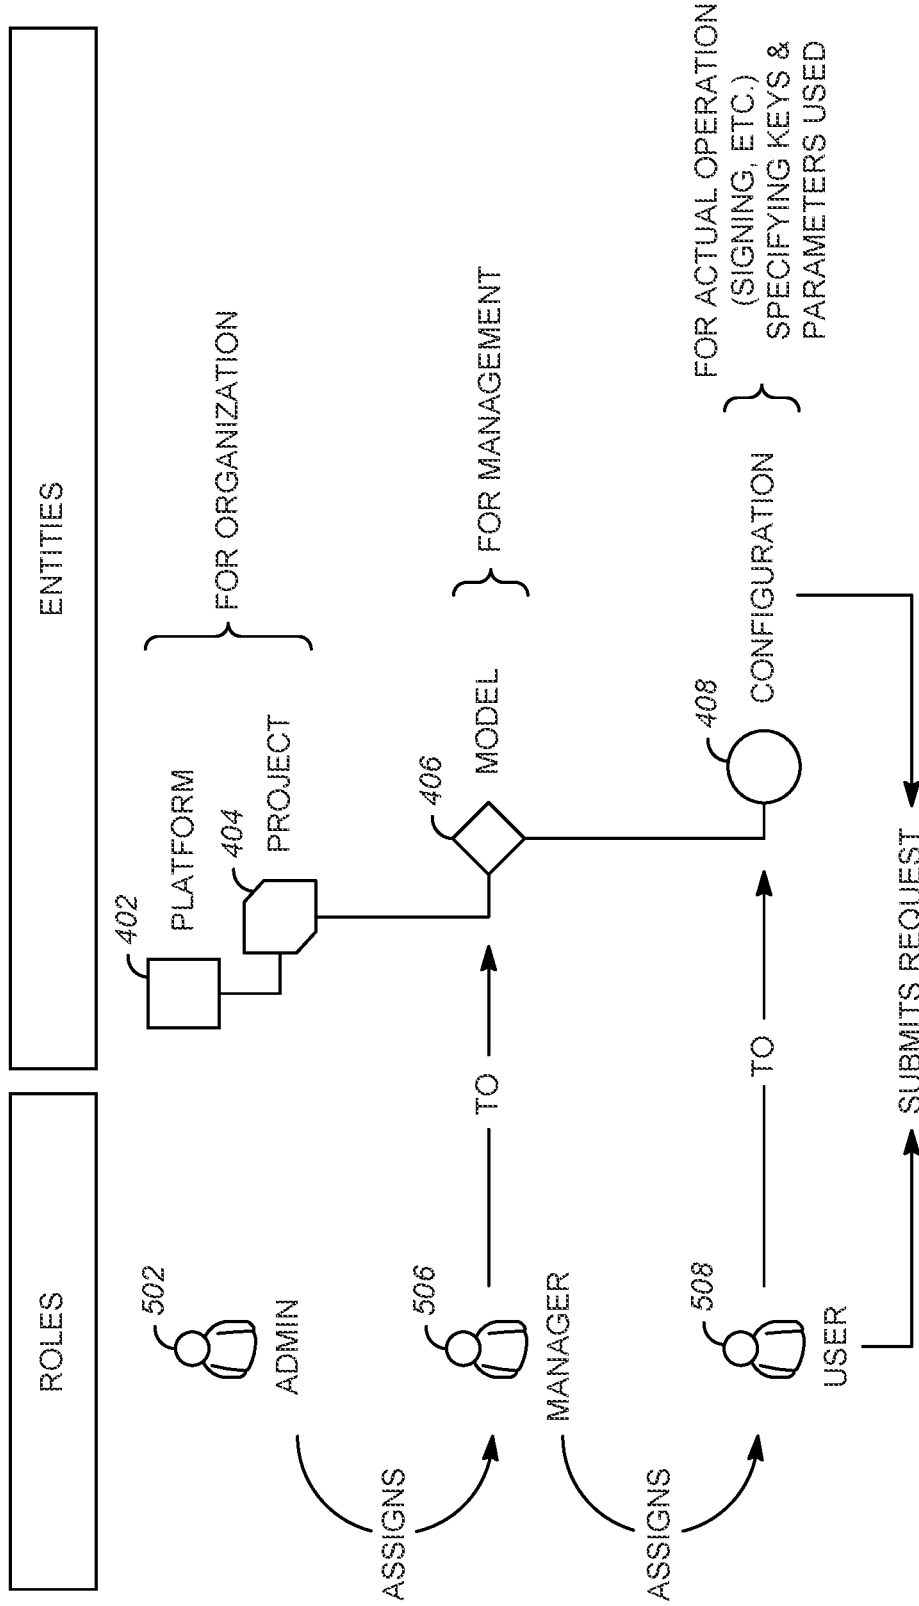 ROLES
ENTITIES
402
PLATFORM
404
PROJECT
FOR ORGANIZATION
502
ADMIN
ASSIGNS
506
MANAGER
TO
406
MODEL
FOR MANAGEMENT
ASSIGNS
508
USER
TO
408
CONFIGURATION
FOR ACTUAL OPERATION
(SIGNING, ETC.)
SPECIFYING KEYS &
PARAMETERS USED
SUBMITS REQUEST